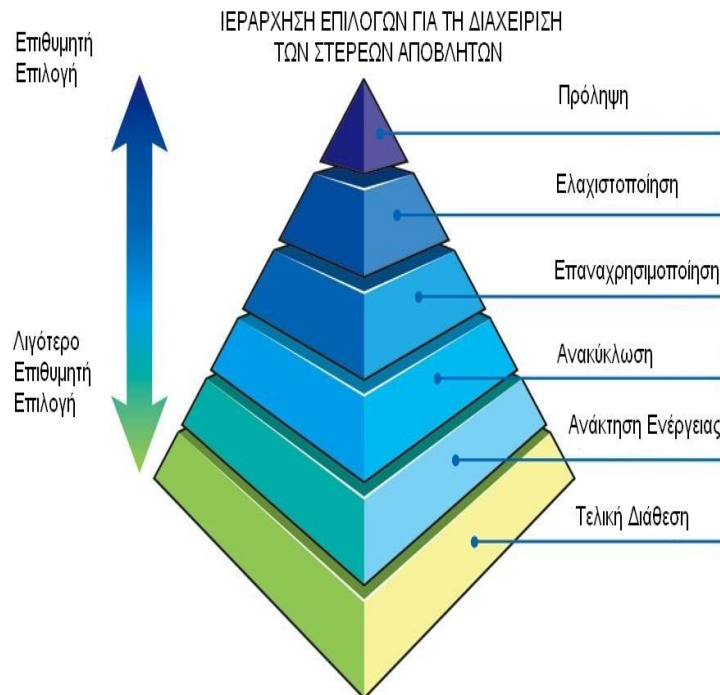 ΙΕΡΑΡΧΗΣΗ ΕΠΙΛΟΓΩΝ ΓΙΑ ΤΗ ΔΙΑΧΕΙΡΙΣΗ
ΤΩΝ ΣΤΕΡΕΩΝ ΑΠΟΒΛΗΤΩΝ
Επιθυμητή
Επιλογή
Πρόληψη
Ελαχιστοποίηση
Επαναχρησιμοποίηση
Λιγότερο
Επιθυμητή
Επιλογή
Ανακύκλωση
Ανάκτηση Ενέργειας
Τελική Διάθεση